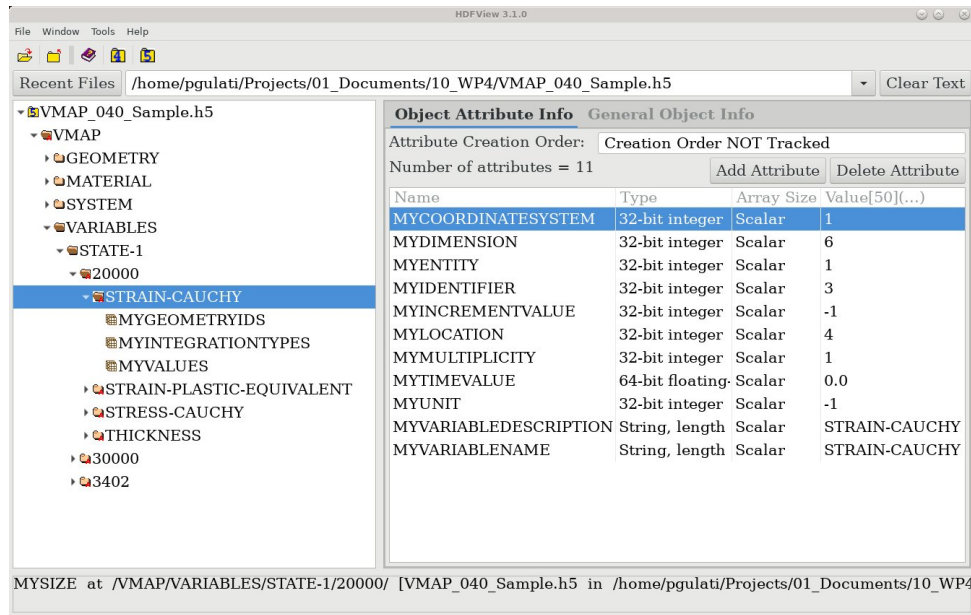 HDFView 3.1.0
File Window Tools Help
Recent Files /home/pgulati/Projects/01_Documents/10_WP4/VMAP_040_Sample.h5 Clear Text
VMAP_040_Sample.h5
VMAP
GEOMETRY
MATERIAL
SYSTEM
VARIABLES
STATE-1
20000
STRAIN-CAUCHY
MYGEOMETRYIDS
MYINTEGRATIONTYPES
MYVALUES
STRAIN-PLASTIC-EQUIVALENT
STRESS-CAUCHY
THICKNESS
30000
3402
Object Attribute Info General Object Info
Attribute Creation Order: Creation Order NOT Tracked
Number of attributes = 11 Add Attribute Delete Attribute
Name Type Array Size Value[50](...)
MYCOORDINATESYSTEM 32-bit integer Scalar 1
MYDIMENSION 32-bit integer Scalar 6
MYENTITY 32-bit integer Scalar 1
MYIDENTIFIER 32-bit integer Scalar 3
MYINCREMENTVALUE 32-bit integer Scalar -1
MYLOCATION 32-bit integer Scalar 4
MYMULTIPLICITY 32-bit integer Scalar 1
MYTIMEVALUE 64-bit floating- Scalar 0.0
MYUNIT 32-bit integer Scalar -1
MYVARIABLEDESCRIPTION String, length Scalar STRAIN-CAUCHY
MYVARIABLENAME String, length Scalar STRAIN-CAUCHY
MYSIZE at /VMAP/VARIABLES/STATE-1/20000/ [VMAP_040_Sample.h5 in /home/pgulati/Projects/01_Documents/10_WP4